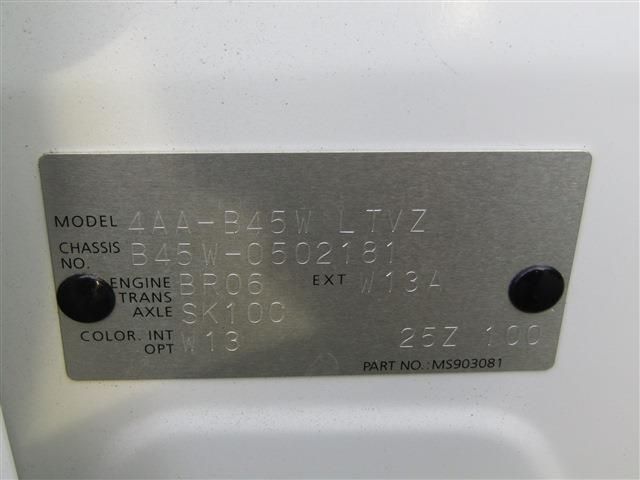 MODEL 4AA-B45W LTVZ
CHASSIS NO. B45W-0502181
ENGINE BR06 EXT W13A
TRANS AXLE SK10C
COLOR. INT W13 25Z 100
OPT
PART NO.: MS903081